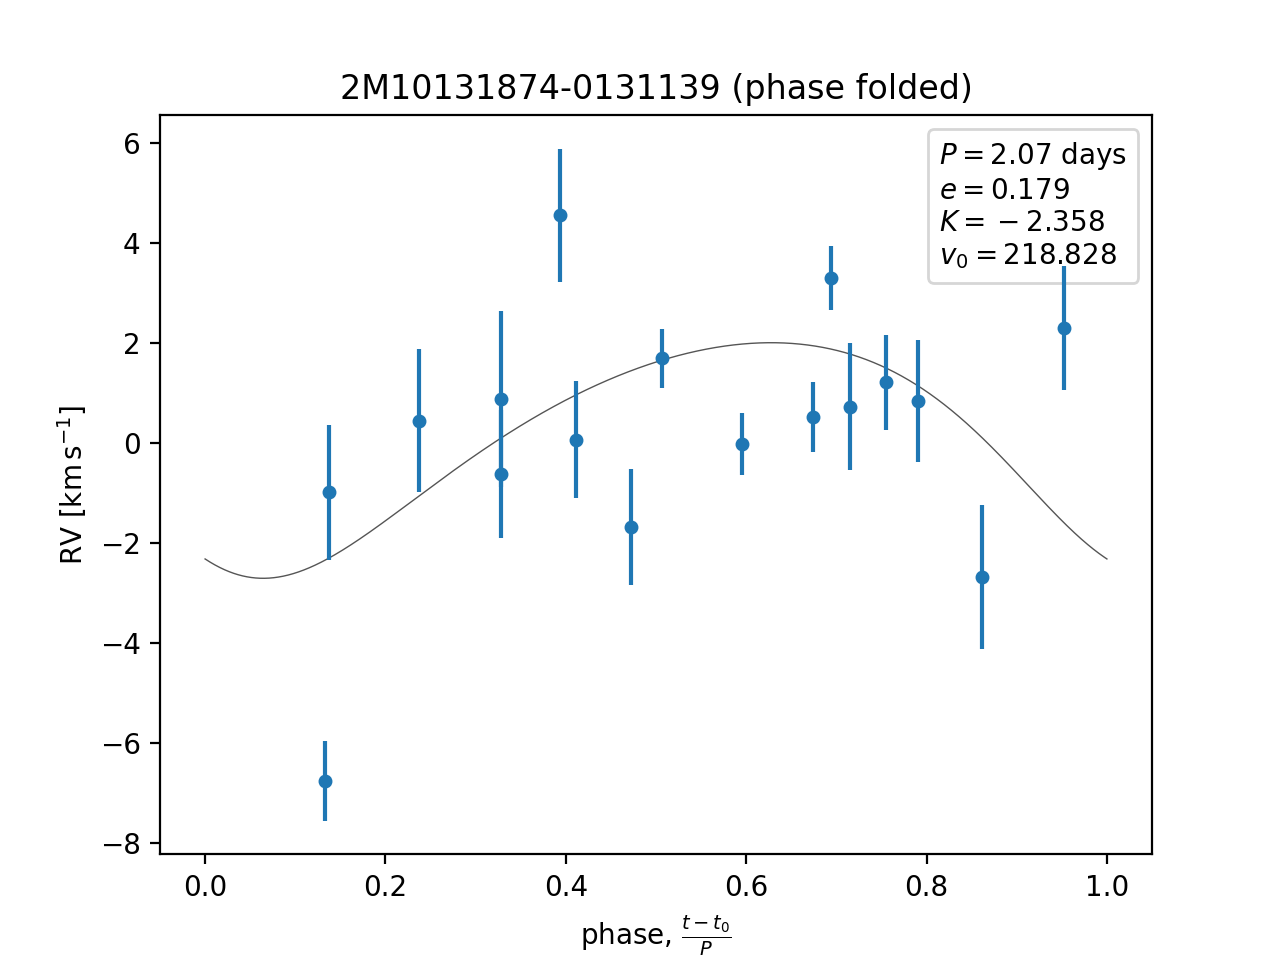 2M10131874-0131139 (phase folded)
P = 2.07 days
e = 0.179
K = −2.358
v₀ = 218.828
6
4
2
0
−2
−4
−6
−8
RV [km s⁻¹]
0.0 0.2 0.4 0.6 0.8 1.0
phase, (t − t₀)/P